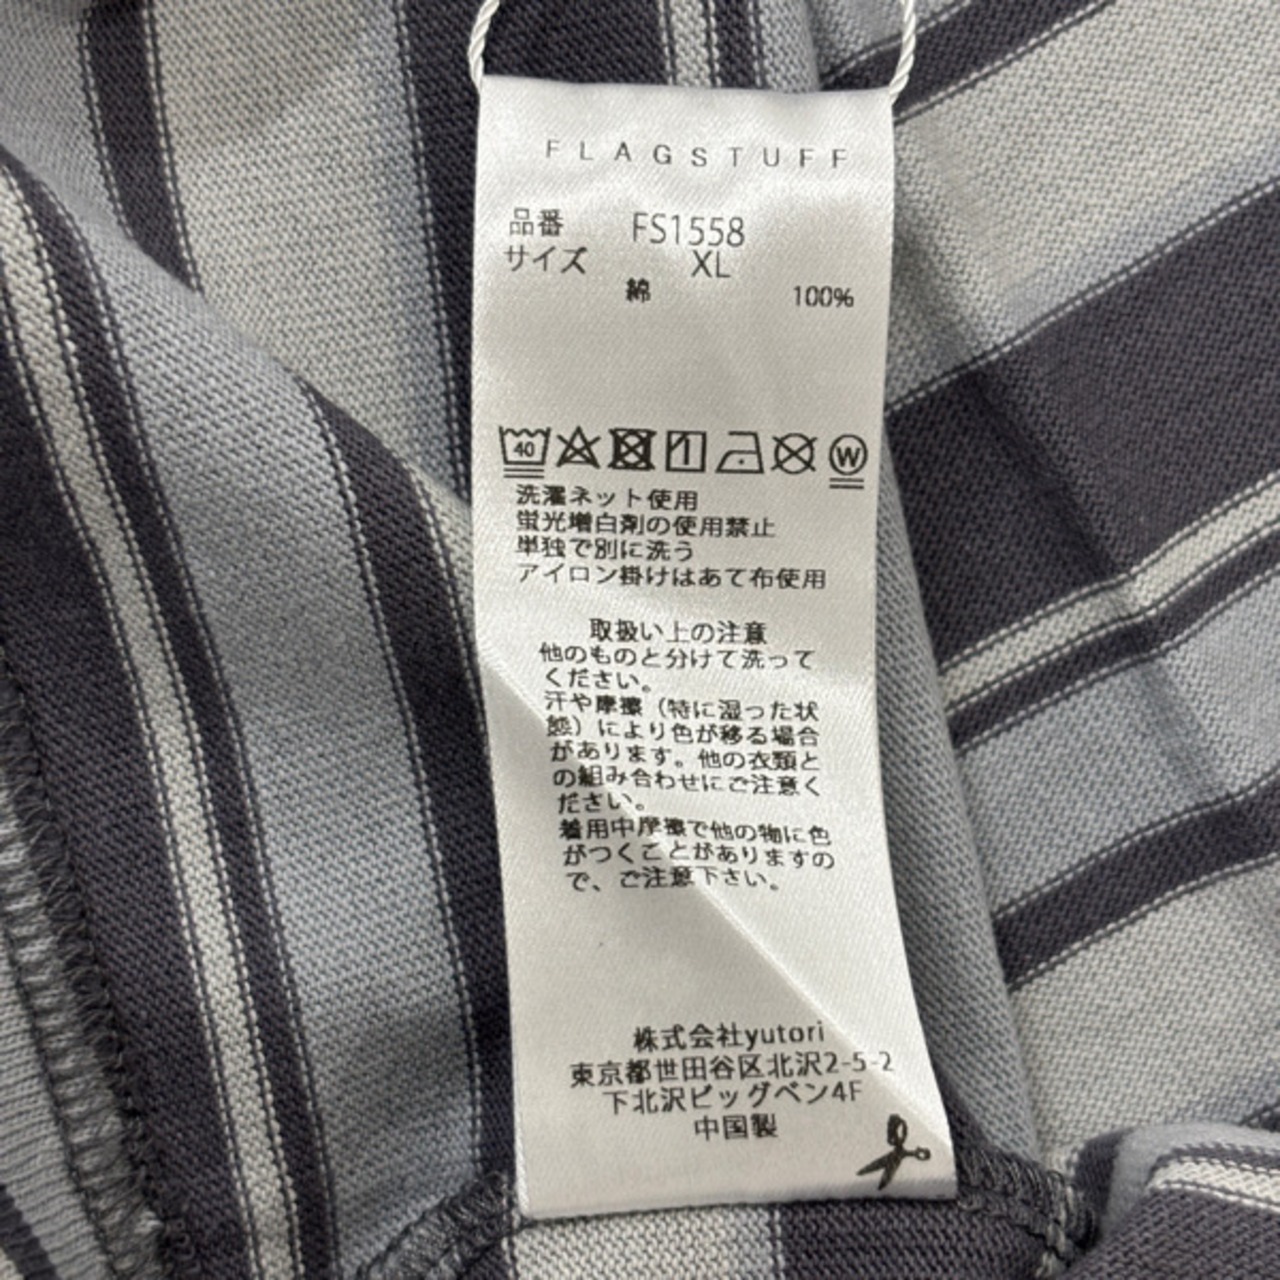 FLAGSTUFF
品番 FS1558
サイズ XL
綿 100%
40 W
洗濯ネット使用
蛍光増白剤の使用禁止
単独で別に洗う
アイロン掛けはあて布使用
取扱い上の注意
他のものと分けて洗って
ください。
汗や摩擦（特に湿った状
態）により色が移る場合
があります。他の衣類と
の組み合わせにご注意く
ださい。
着用中摩擦で他の物に色
がつくことがありますの
で、ご注意下さい。
株式会社yutori
東京都世田谷区北沢2-5-2
下北沢ビッグベン4F
中国製